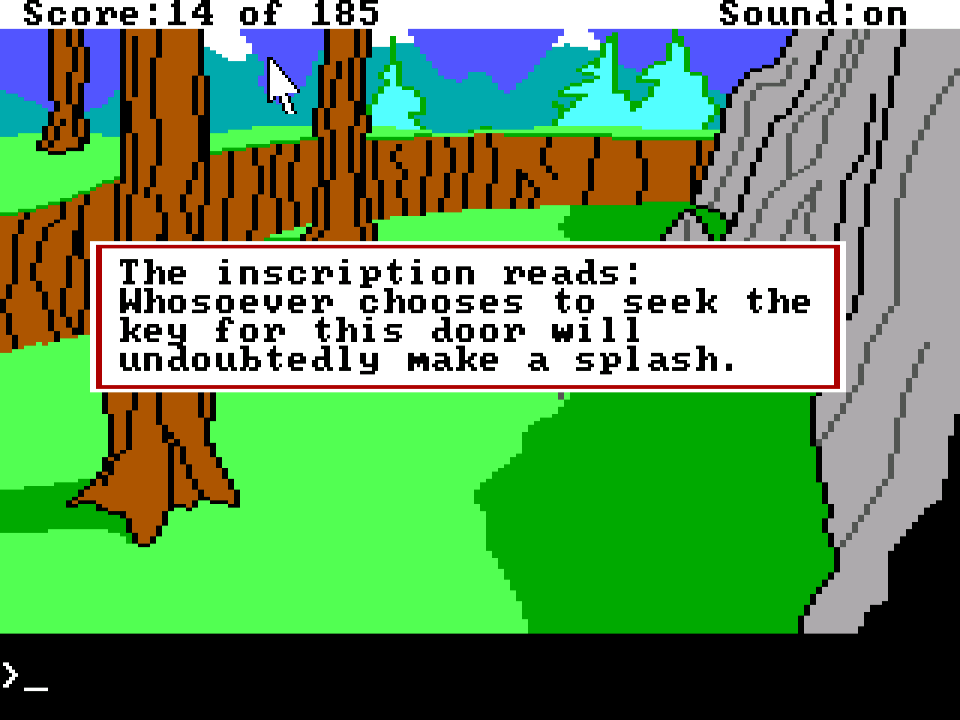 Score:14 of 185 Sound:on
The inscription reads:
Whosoever chooses to seek the
key for this door will
undoubtedly make a splash.
>_